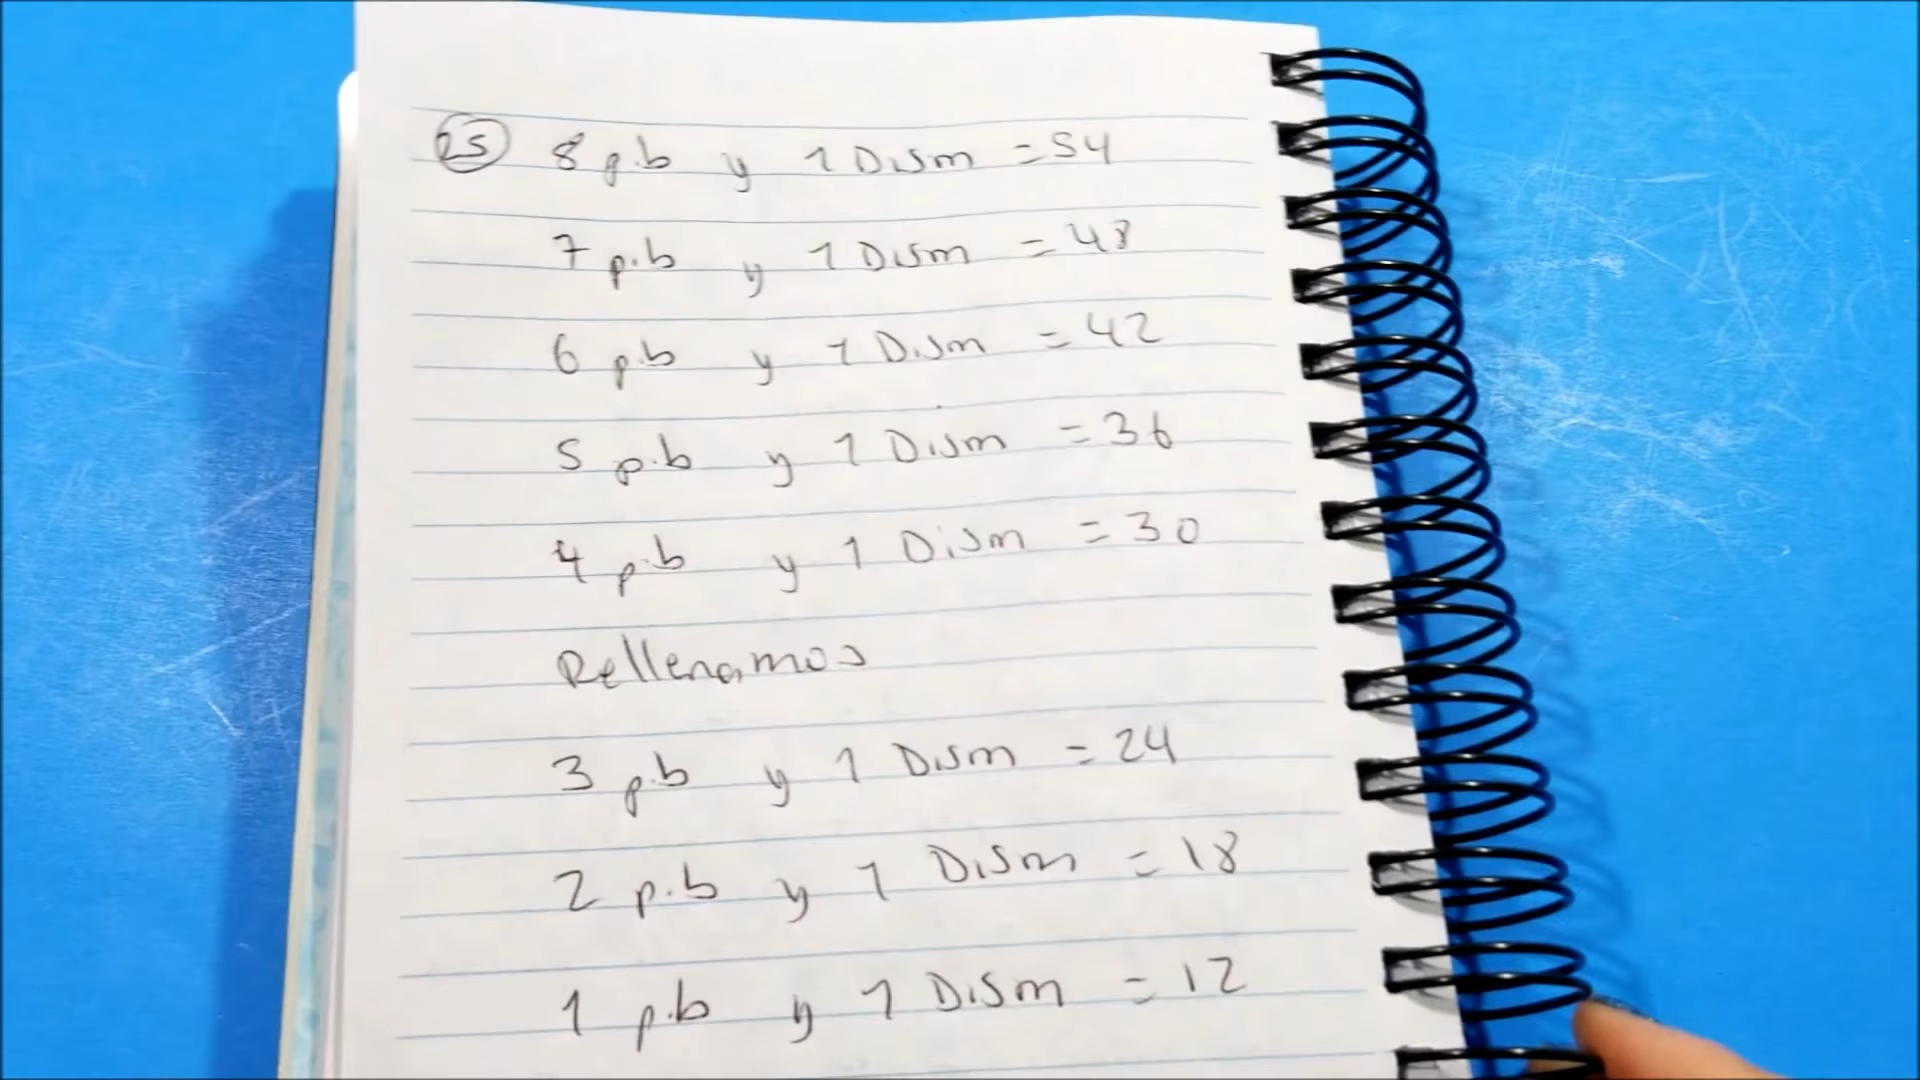 25 8 p.b y 1 Dism = 54
7 p.b y 1 Dism = 48
6 p.b y 1 Dism = 42
5 p.b y 1 Dism = 36
4 p.b y 1 Dism = 30
Rellenamos
3 p.b y 1 Dism = 24
2 p.b y 1 Dism = 18
1 p.b y 1 Dism = 12